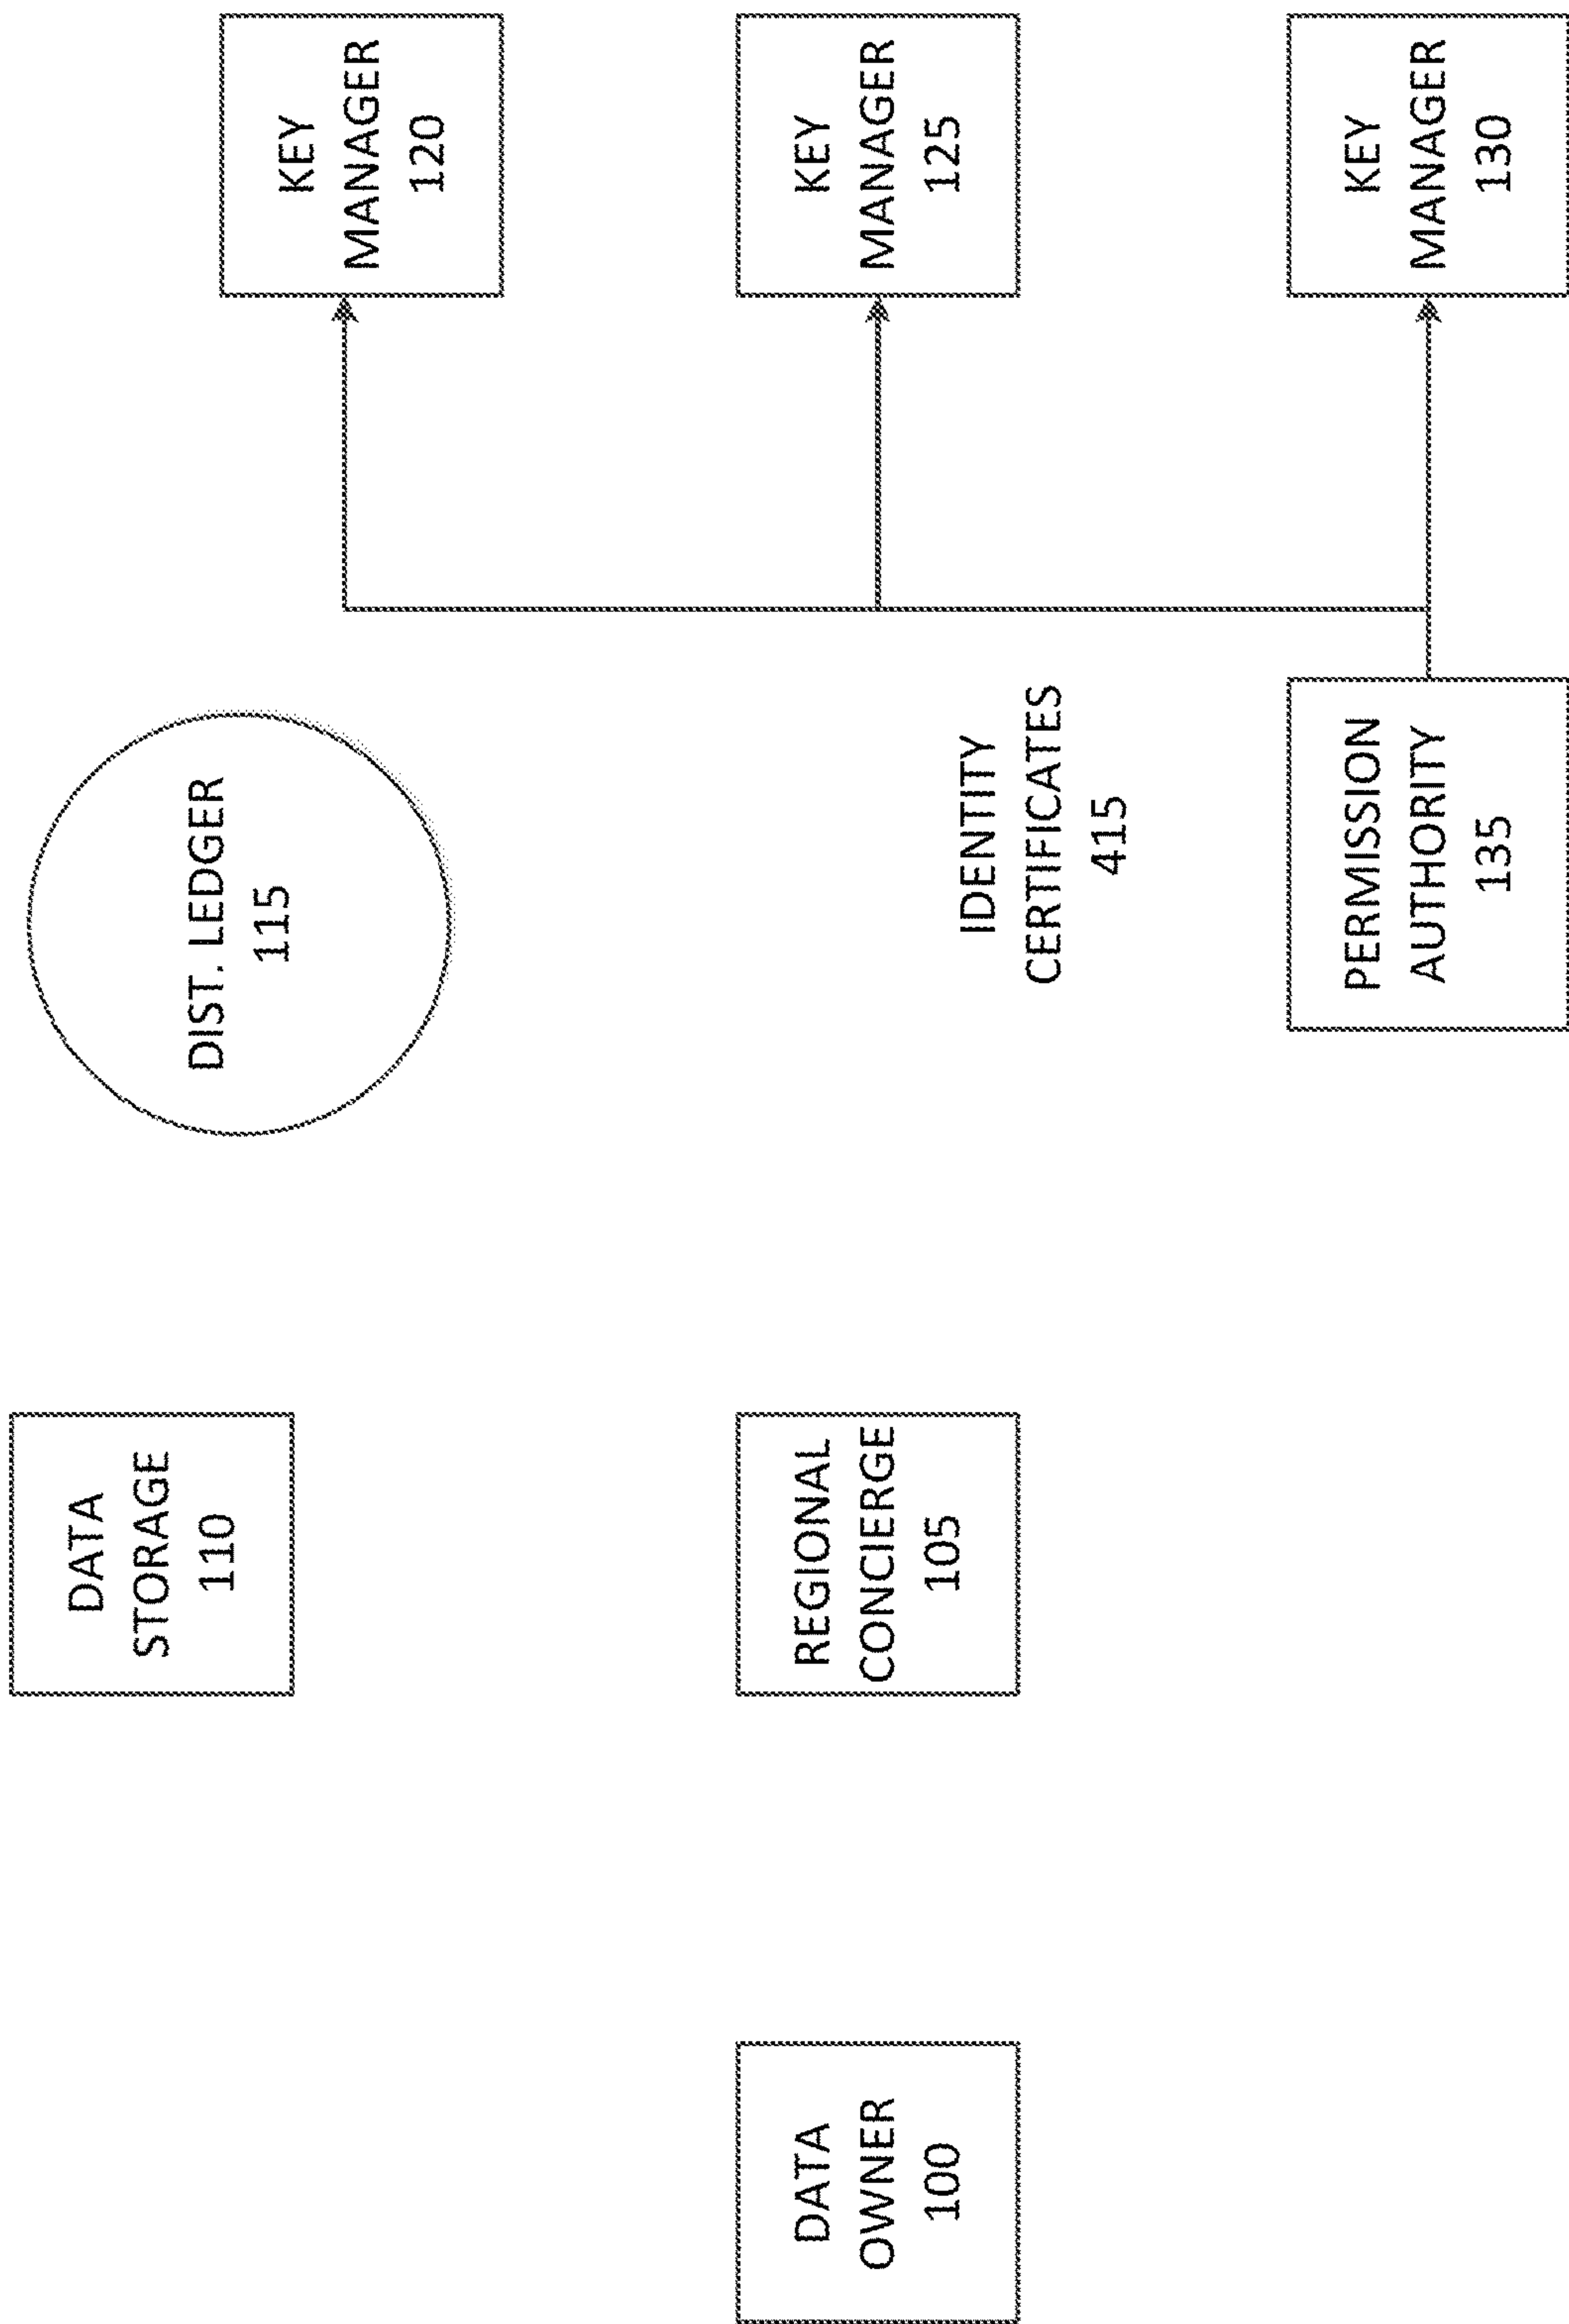 DATA
STORAGE
110
DIST. LEDGER
115
KEY
MANAGER
120
DATA
OWNER
100
REGIONAL
CONCIERGE
105
KEY
MANAGER
125
IDENTITY
CERTIFICATES
415
PERMISSION
AUTHORITY
135
KEY
MANAGER
130